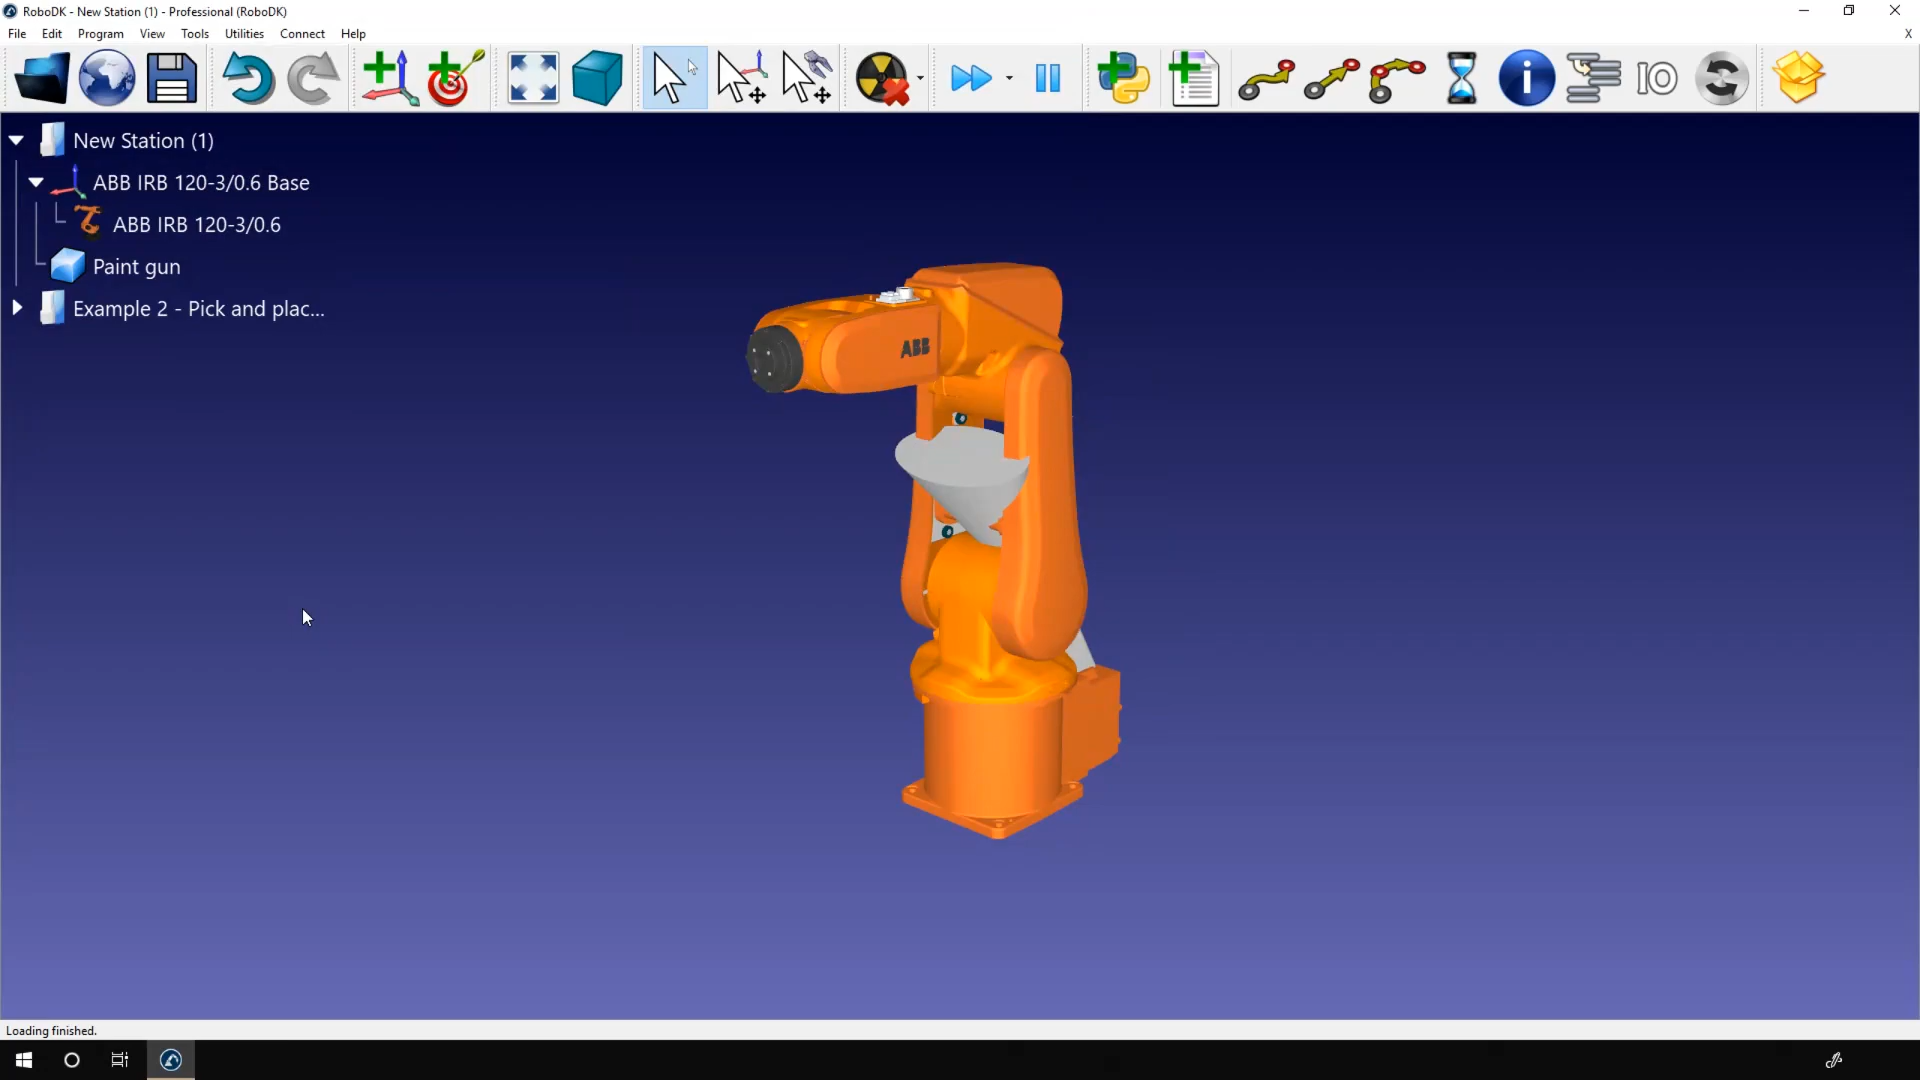 RoboDK - New Station (1) - Professional (RoboDK)
File Edit Program View Tools Utilities Connect Help
X
IO
New Station (1)
ABB IRB 120-3/0.6 Base
ABB IRB 120-3/0.6
Paint gun
Example 2 - Pick and plac...
ABB
Loading finished.